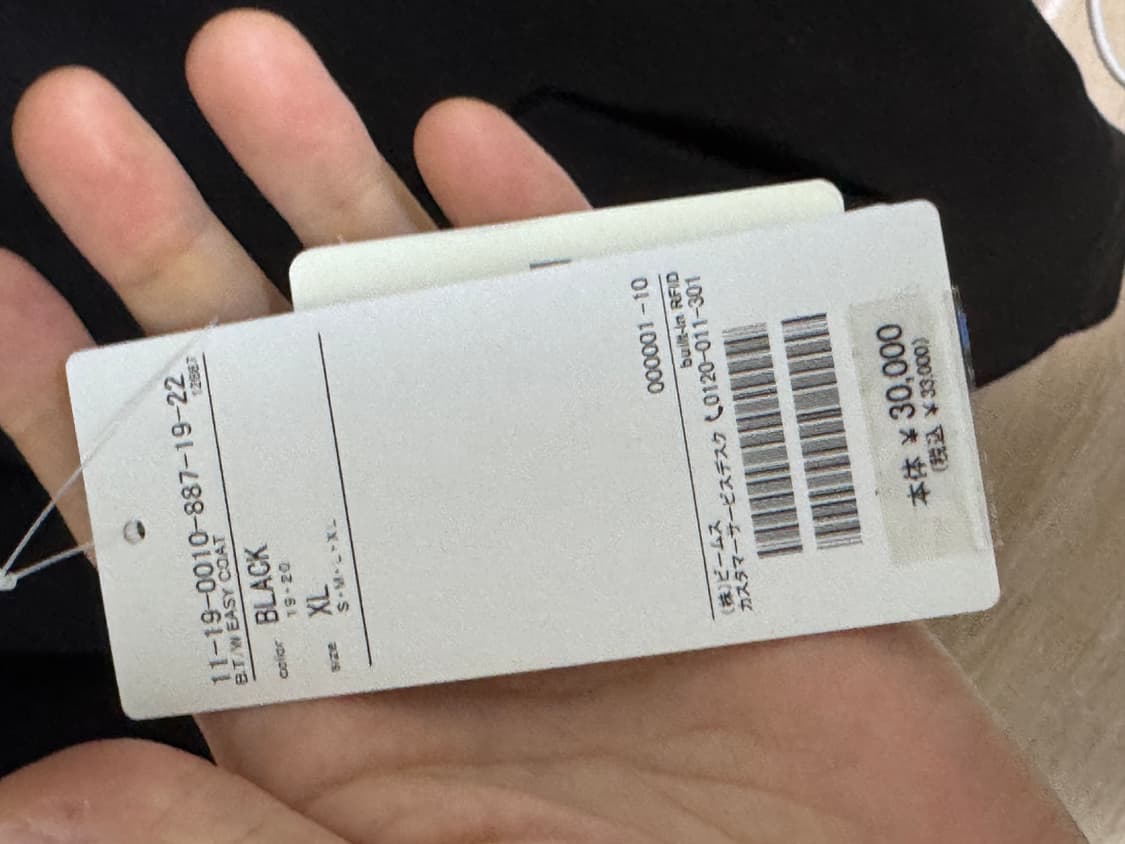 11-19-0010-887-19-22
B.T/W EASY COAT
color BLACK
19・20
size XL
S・M・L・XL
000001-10
built-in RFID
(株)ビームス
カスタマーサービスデスク 0120-011-301
本体 ¥30,000
(税込 ¥33,000)